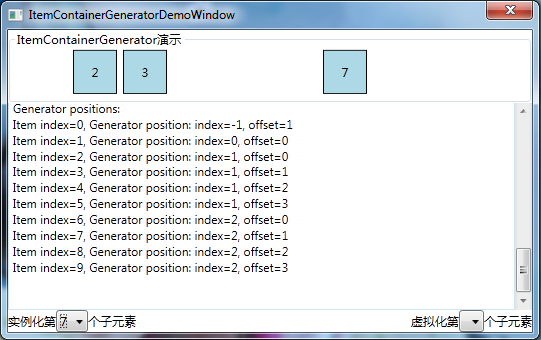 ItemContainerGeneratorDemoWindow
ItemContainerGenerator演示
2 3 7
Generator positions:
Item index=0, Generator position: index=-1, offset=1
Item index=1, Generator position: index=0, offset=0
Item index=2, Generator position: index=1, offset=0
Item index=3, Generator position: index=1, offset=1
Item index=4, Generator position: index=1, offset=2
Item index=5, Generator position: index=1, offset=3
Item index=6, Generator position: index=2, offset=0
Item index=7, Generator position: index=2, offset=1
Item index=8, Generator position: index=2, offset=2
Item index=9, Generator position: index=2, offset=3
实例化第 7 个子元素 虚拟化第 个子元素